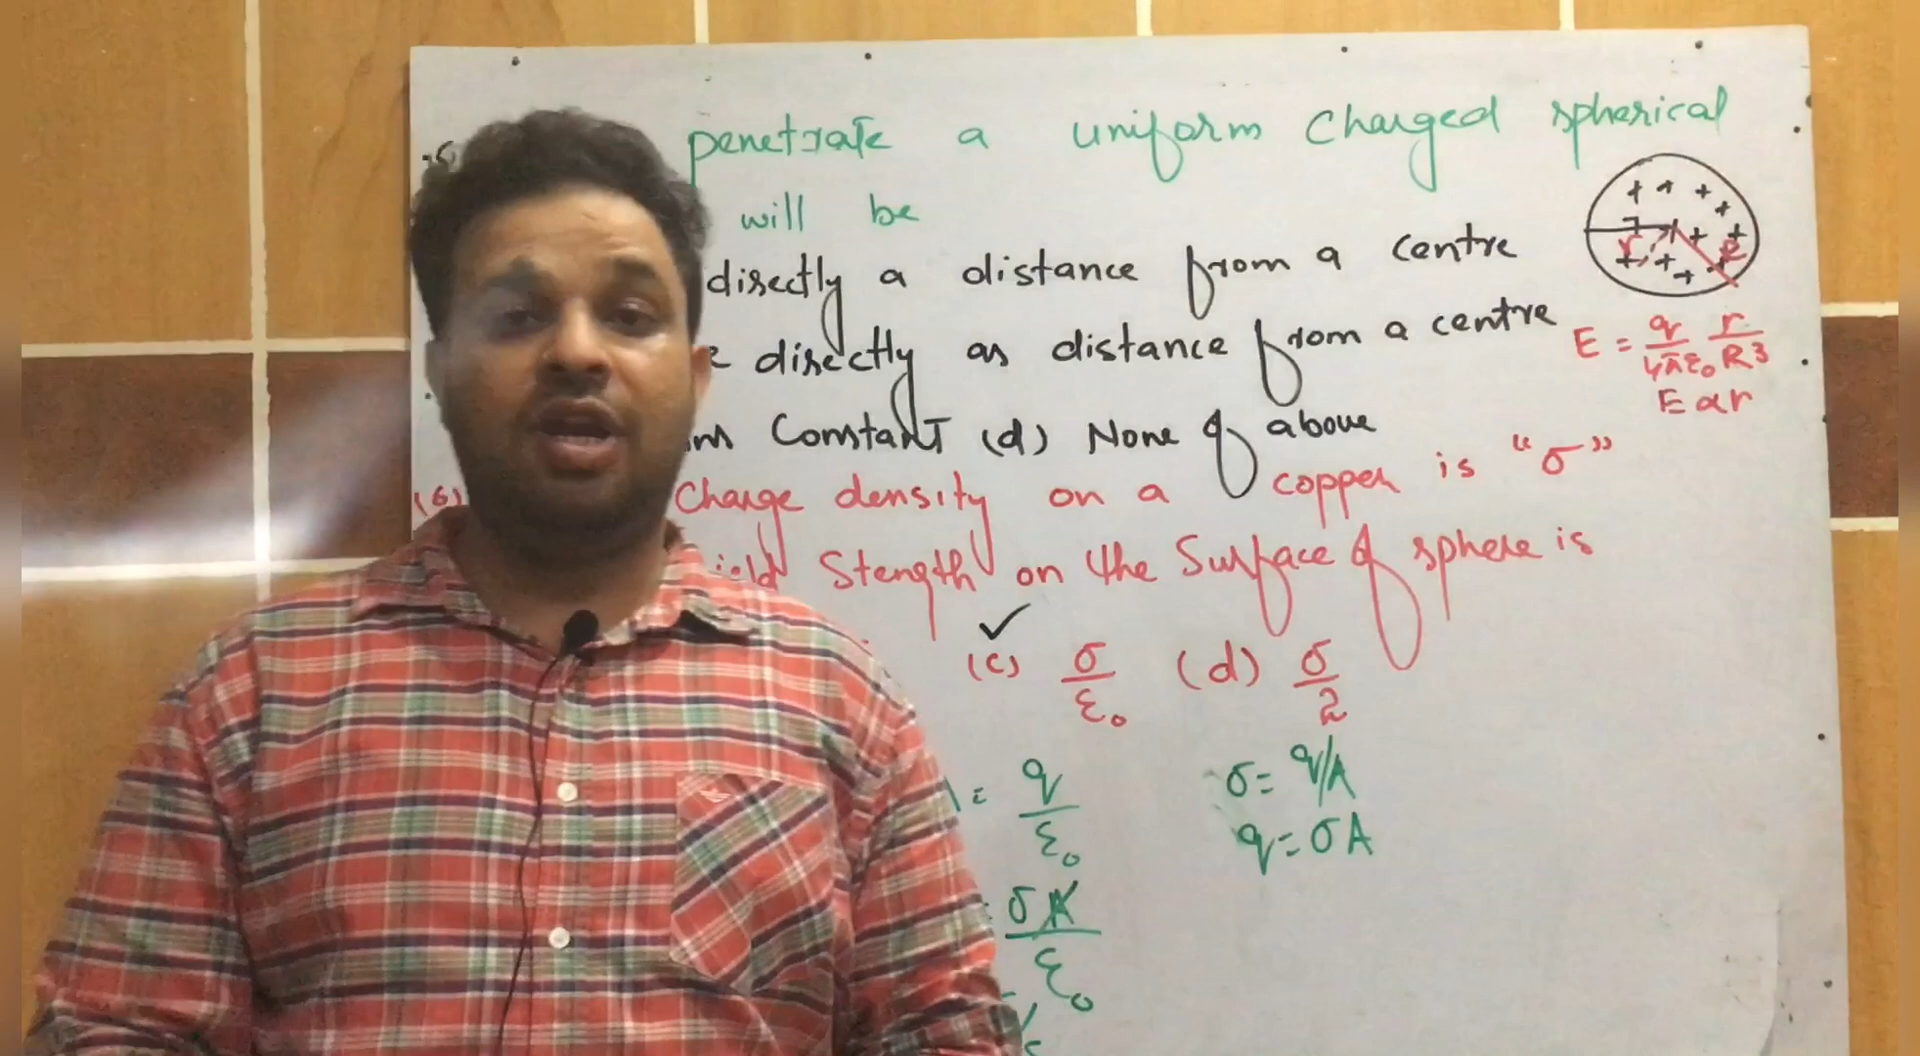 penetrate a uniform charged spherical
will be
directly a distance from a centre
directly as distance from a centre
E = q/4πε₀ r/R3
E α r
Constant (d) None of above
(6) Charge density on a copper is "σ"
Stength on the Surface of sphere is
(c) σ/ε₀ (d) σ/2
= q/ε₀ σ = q/A
q = σA
= σA/ε₀